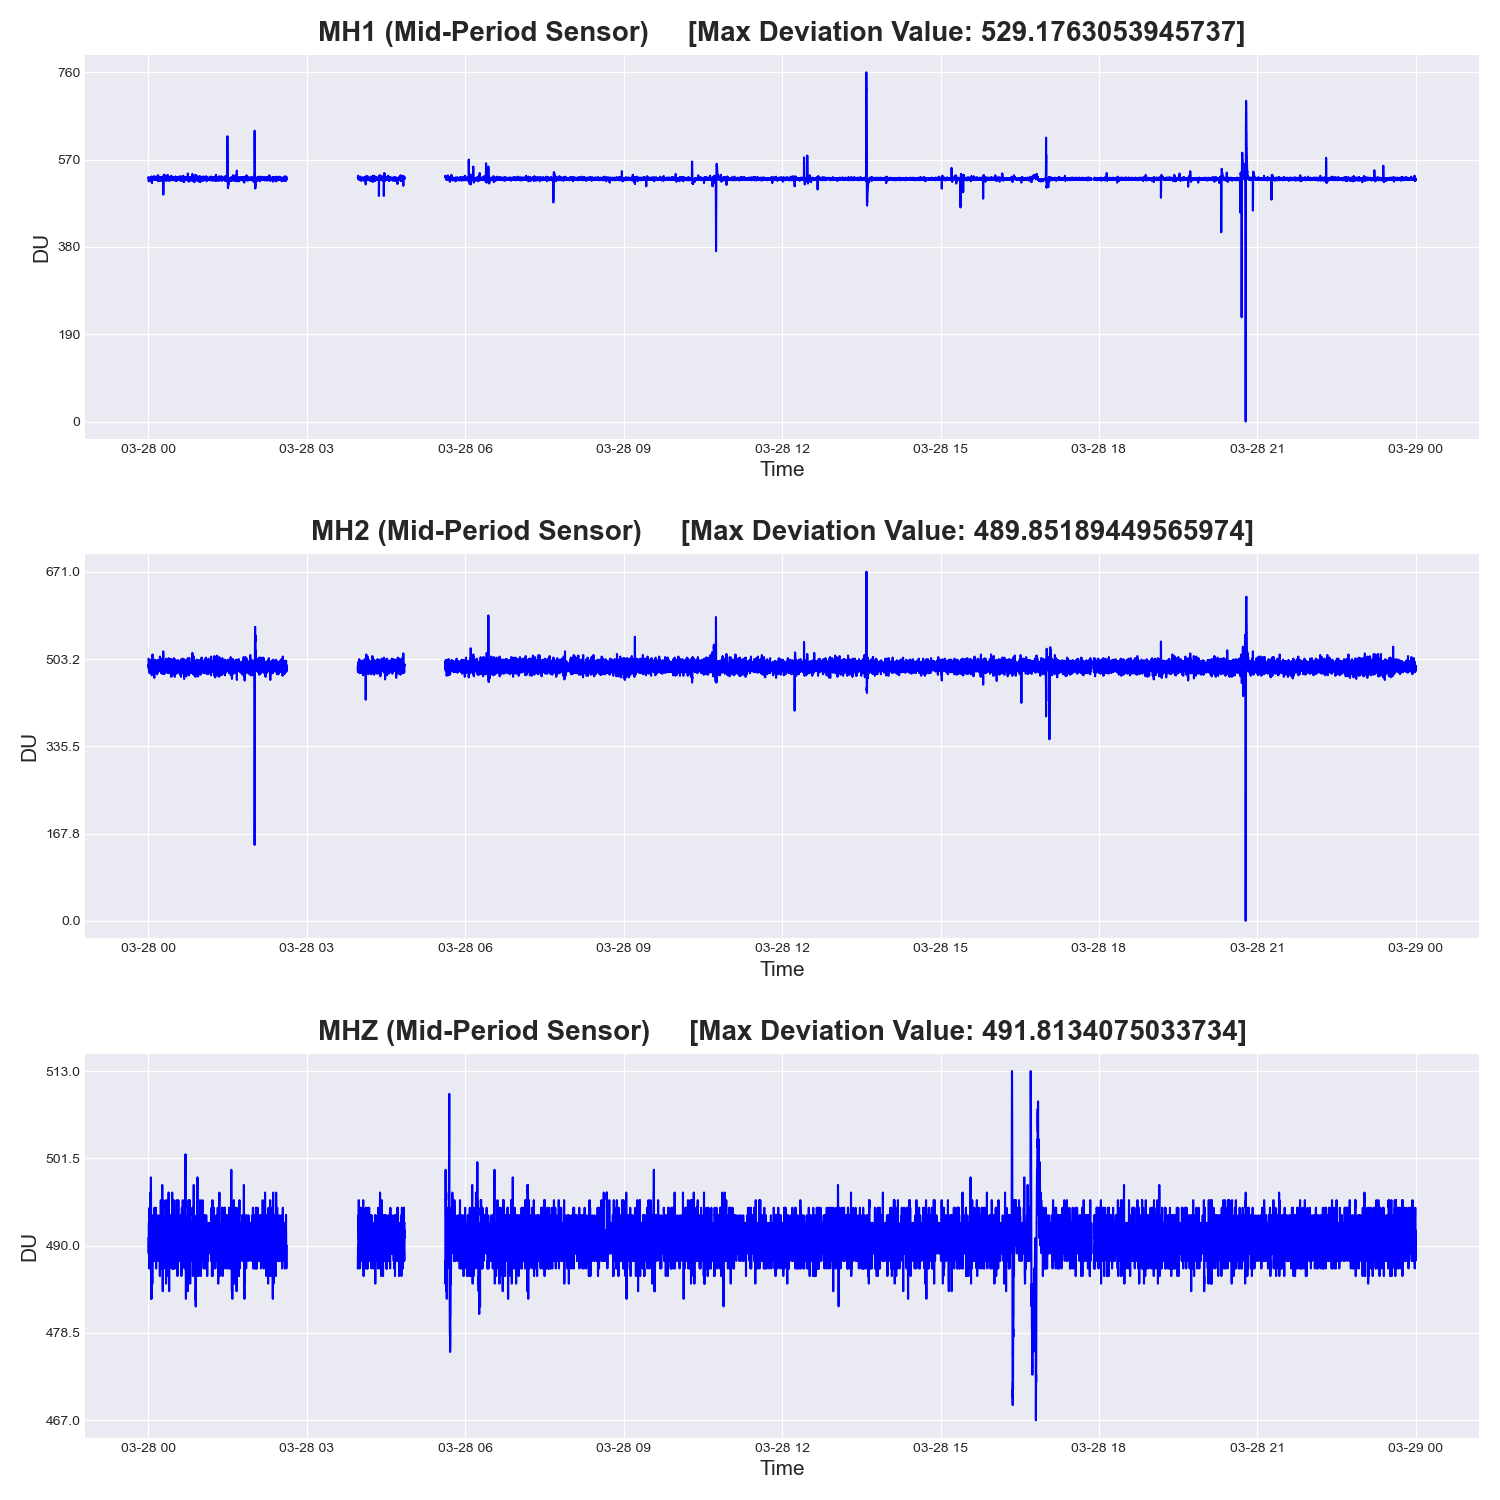 MH1 (Mid-Period Sensor) [Max Deviation Value: 529.1763053945737]
760
570
380
190
0
DU
03-28 00 03-28 03 03-28 06 03-28 09 03-28 12 03-28 15 03-28 18 03-28 21 03-29 00
Time
MH2 (Mid-Period Sensor) [Max Deviation Value: 489.85189449565974]
671.0
503.2
335.5
167.8
0.0
DU
03-28 00 03-28 03 03-28 06 03-28 09 03-28 12 03-28 15 03-28 18 03-28 21 03-29 00
Time
MHZ (Mid-Period Sensor) [Max Deviation Value: 491.8134075033734]
513.0
501.5
490.0
478.5
467.0
DU
03-28 00 03-28 03 03-28 06 03-28 09 03-28 12 03-28 15 03-28 18 03-28 21 03-29 00
Time